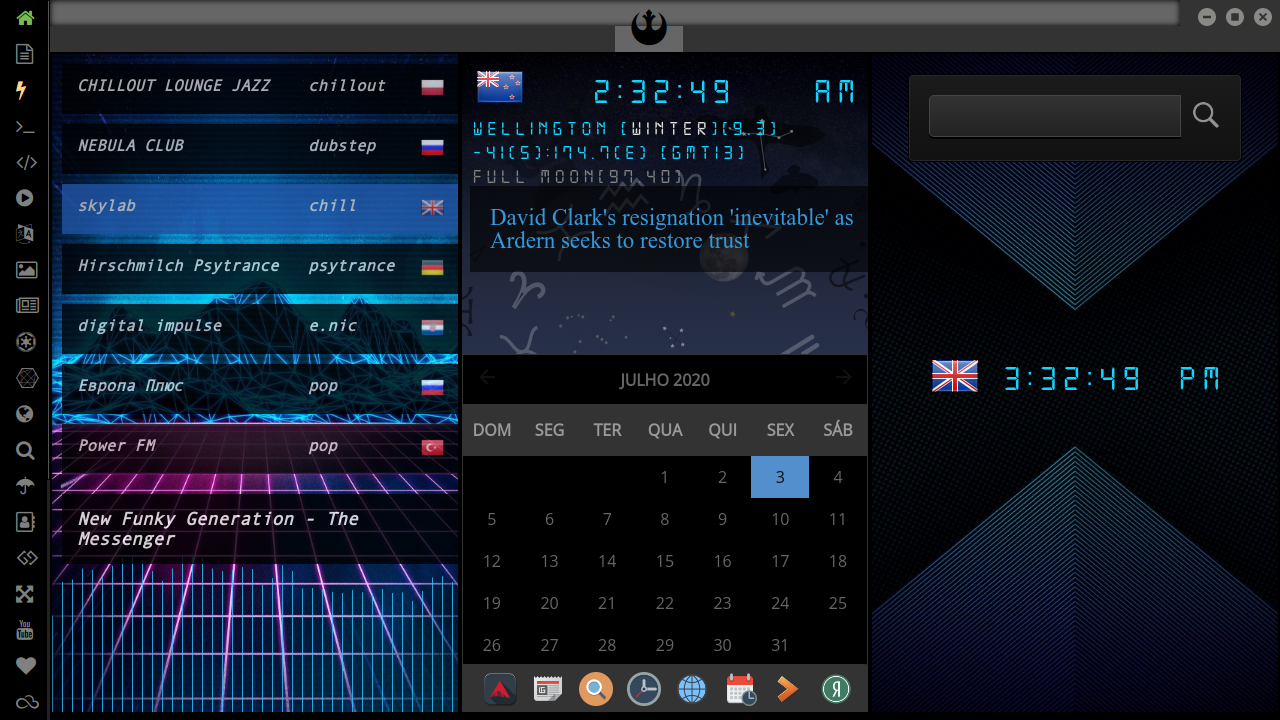 CHILLOUT LOUNGE JAZZ chillout
NEBULA CLUB dubstep
skylab chill
Hirschmilch Psytrance psytrance
digital impulse e.nic
Европа Плюс pop
Power FM pop
New Funky Generation - The
Messenger
2:32:49 AM
WELLINGTON [WINTER][9.3]
-41(S):174.7(E) [GMT13]
FULL MOON[97.40]
David Clark's resignation 'inevitable' as
Ardern seeks to restore trust
JULHO 2020
DOM SEG TER QUA QUI SEX SÁB
1 2 3 4
5 6 7 8 9 10 11
12 13 14 15 16 17 18
19 20 21 22 23 24 25
26 27 28 29 30 31
3:32:49 PM
You
Tube
Я